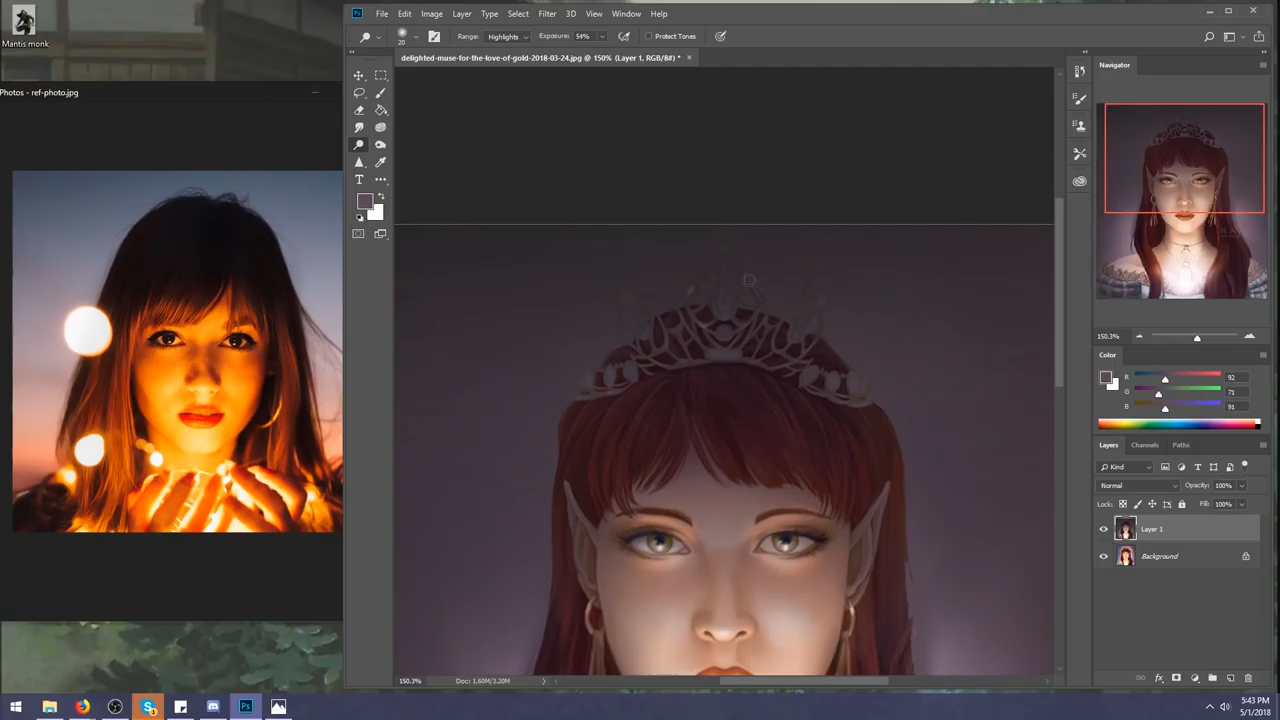 File Edit Image Layer Type Select Filter 3D View Window Help
Ps
Mantis monk
20 Range: Highlights Exposure: 54% Protect Tones
delighted-muse-for-the-love-of-gold-2018-03-24.jpg @ 150% (Layer 1, RGB/8#) *
Photos - ref-photo.jpg
Navigator
150.3%
Color
R 92
G 71
B 91
Layers Channels Paths
Kind
Normal Opacity: 100%
Lock: Fill: 100%
Layer 1
Background
150.3% Doc: 1.60M/3.20M
Ps
5:43 PM
5/1/2018